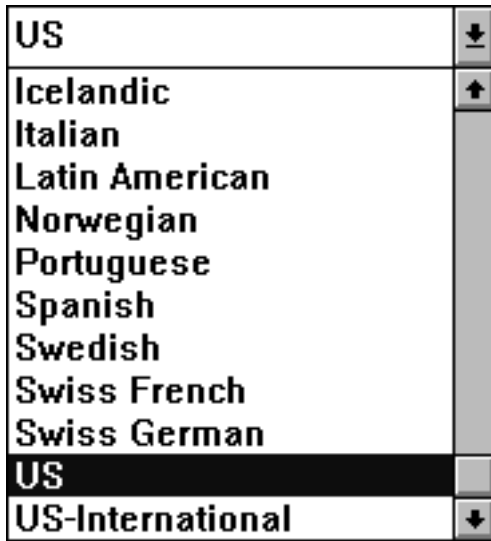 US
Icelandic
Italian
Latin American
Norwegian
Portuguese
Spanish
Swedish
Swiss French
Swiss German
US
US-International